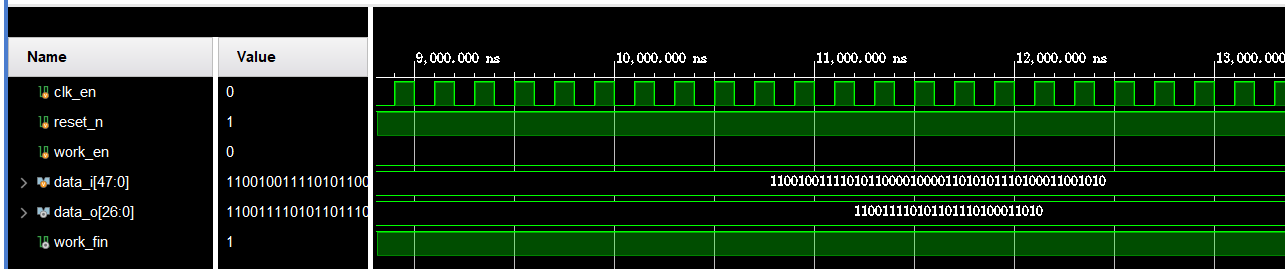 Name Value
9,000.000 ns 10,000.000 ns 11,000.000 ns 12,000.000 ns 13,000.000
clk_en 0
reset_n 1
work_en 0
data_i[47:0] 110010011110101100 110010011110101100001000011010101110100011001010
data_o[26:0] 110011110101101110 110011110101101110100011010
work_fin 1